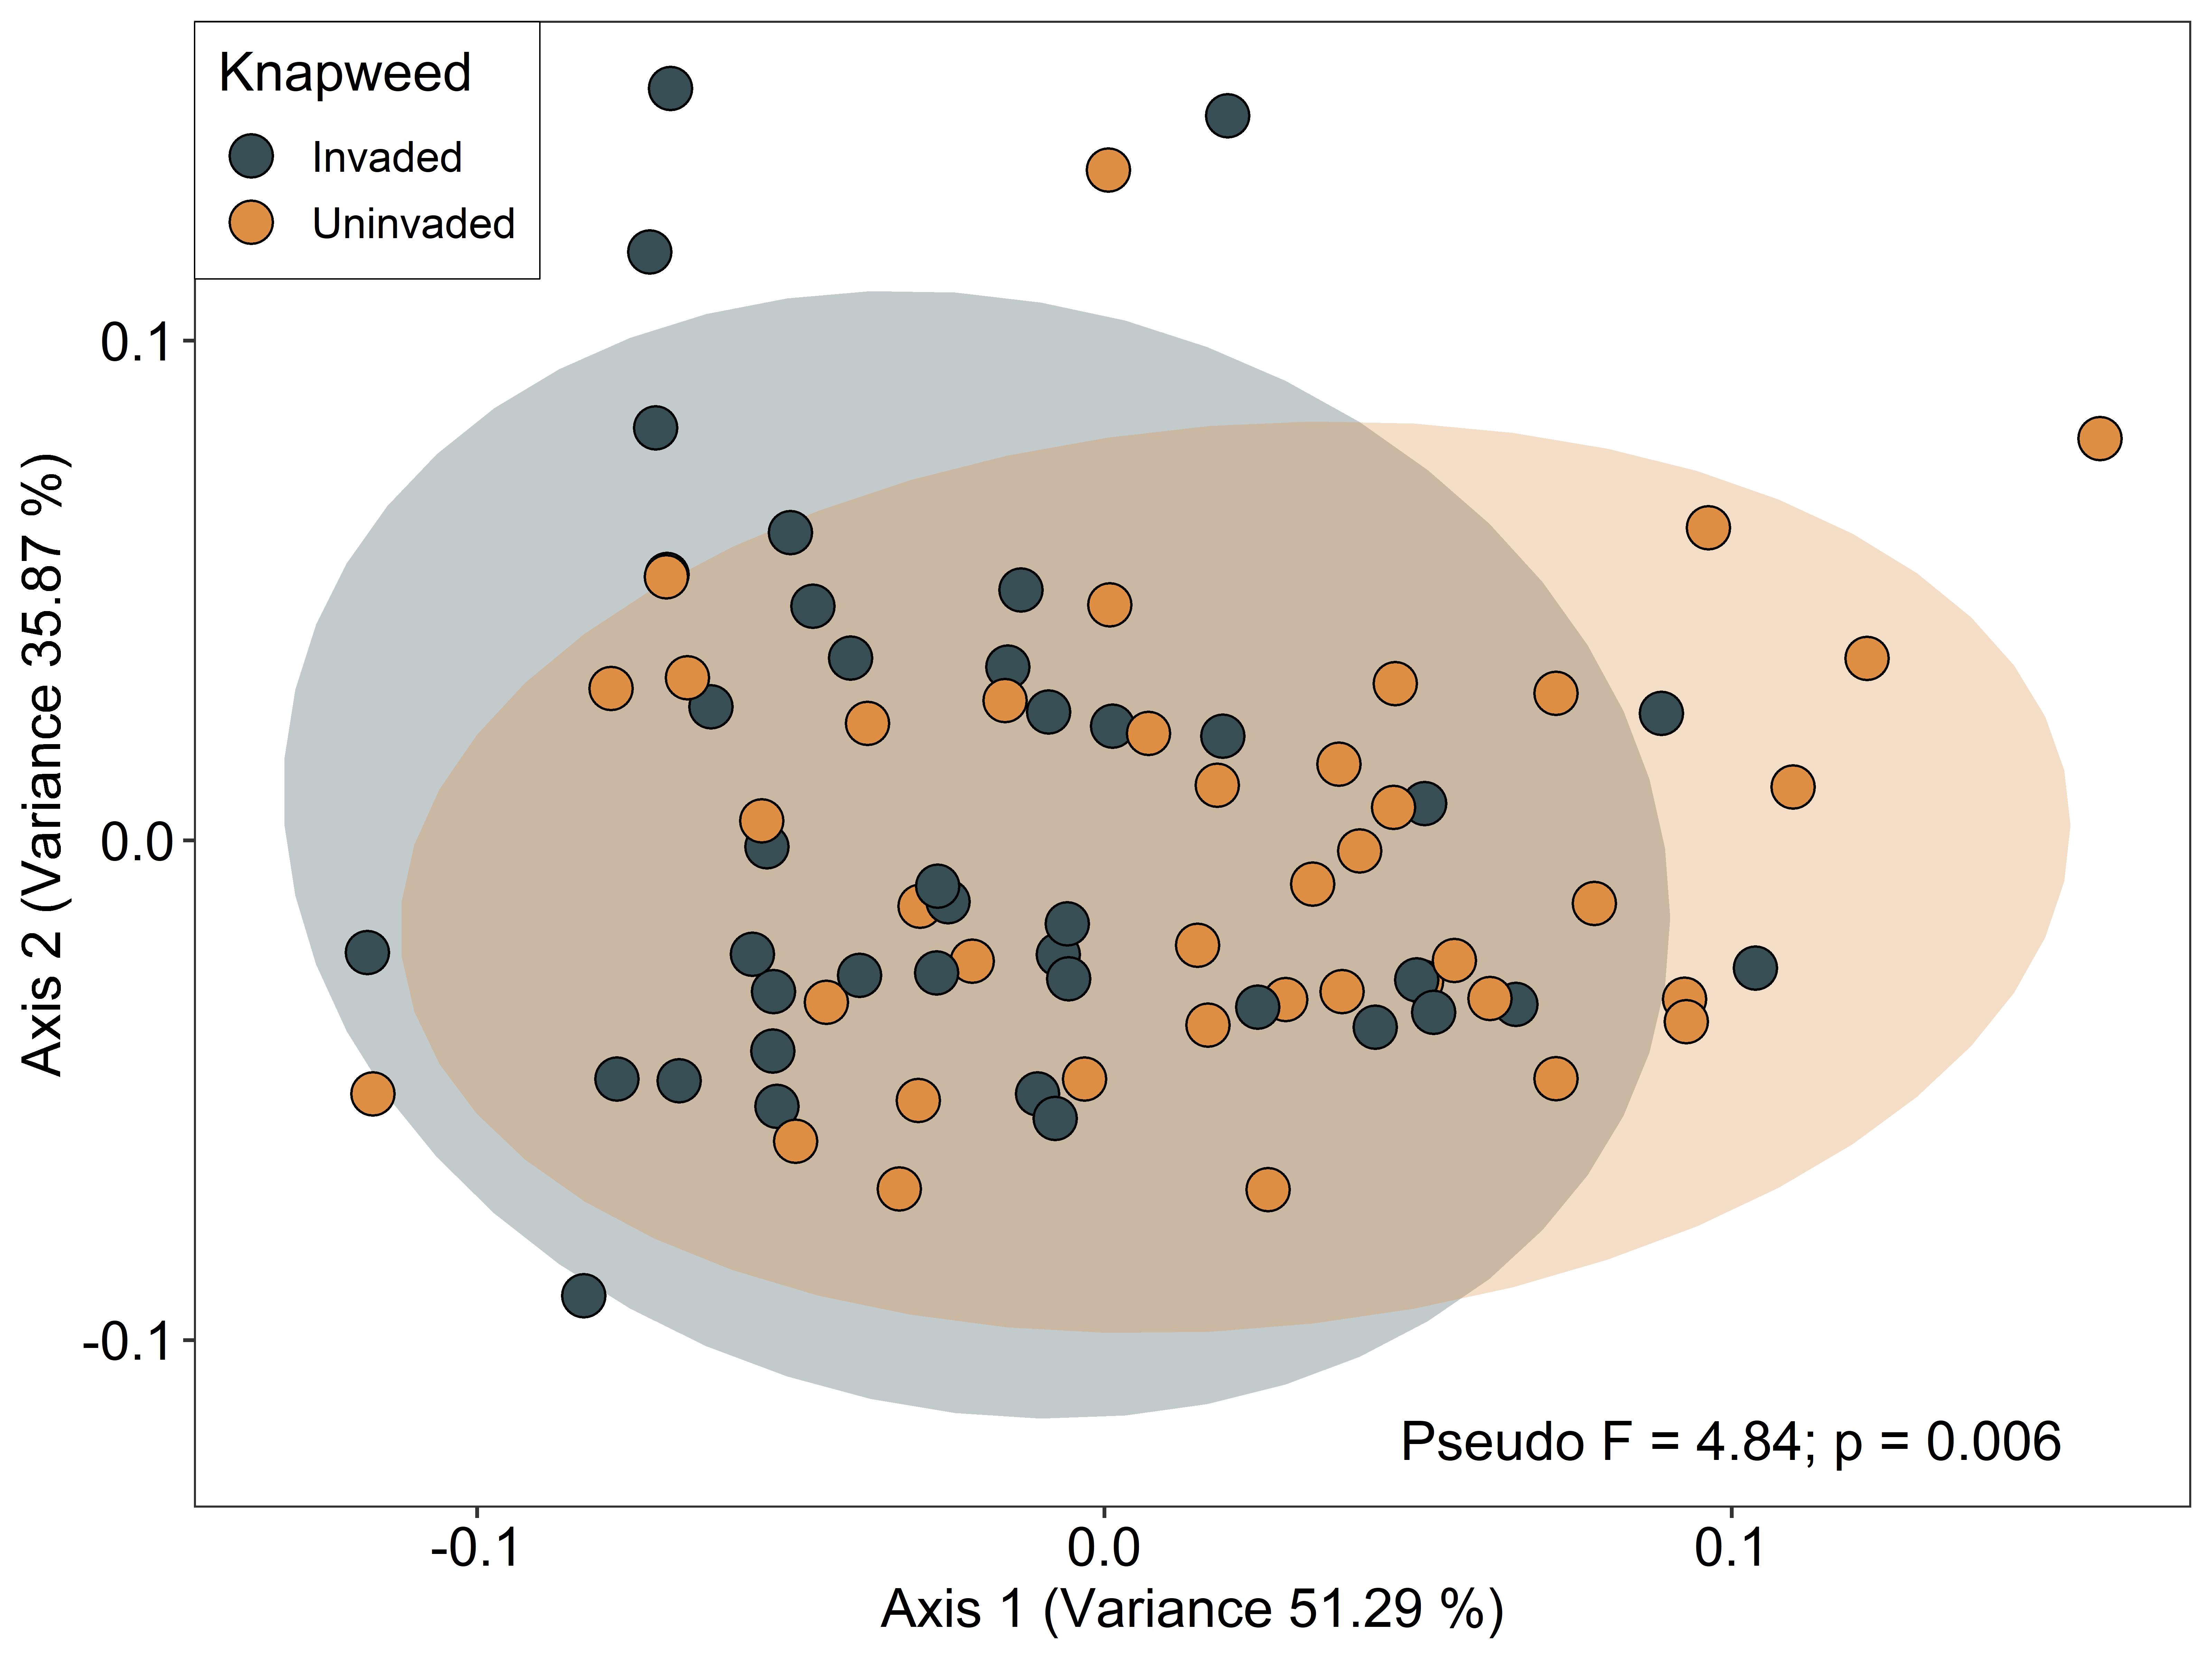 Knapweed
Invaded
Uninvaded
Axis 2 (Variance 35.87 %)
0.1
0.0
-0.1
Pseudo F = 4.84; p = 0.006
-0.1 0.0 0.1
Axis 1 (Variance 51.29 %)